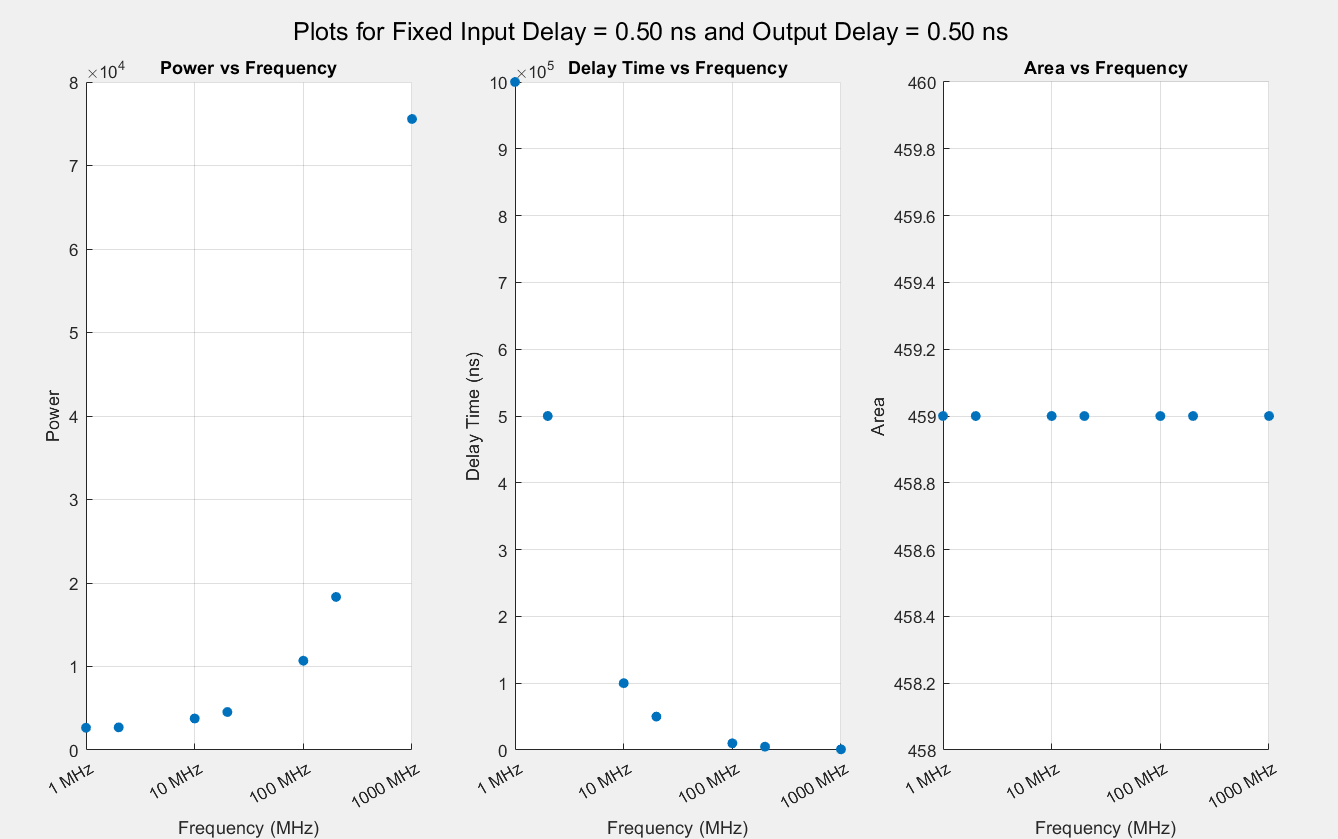 Plots for Fixed Input Delay = 0.50 ns and Output Delay = 0.50 ns
×10⁴
Power vs Frequency
8
7
6
5
4
3
2
1
0
Power
1 MHz
10 MHz
100 MHz
1000 MHz
Frequency (MHz)
×10⁵
Delay Time vs Frequency
10
9
8
7
6
5
4
3
2
1
0
Delay Time (ns)
1 MHz
10 MHz
100 MHz
1000 MHz
Frequency (MHz)
Area vs Frequency
460
459.8
459.6
459.4
459.2
459
458.8
458.6
458.4
458.2
458
Area
1 MHz
10 MHz
100 MHz
1000 MHz
Frequency (MHz)